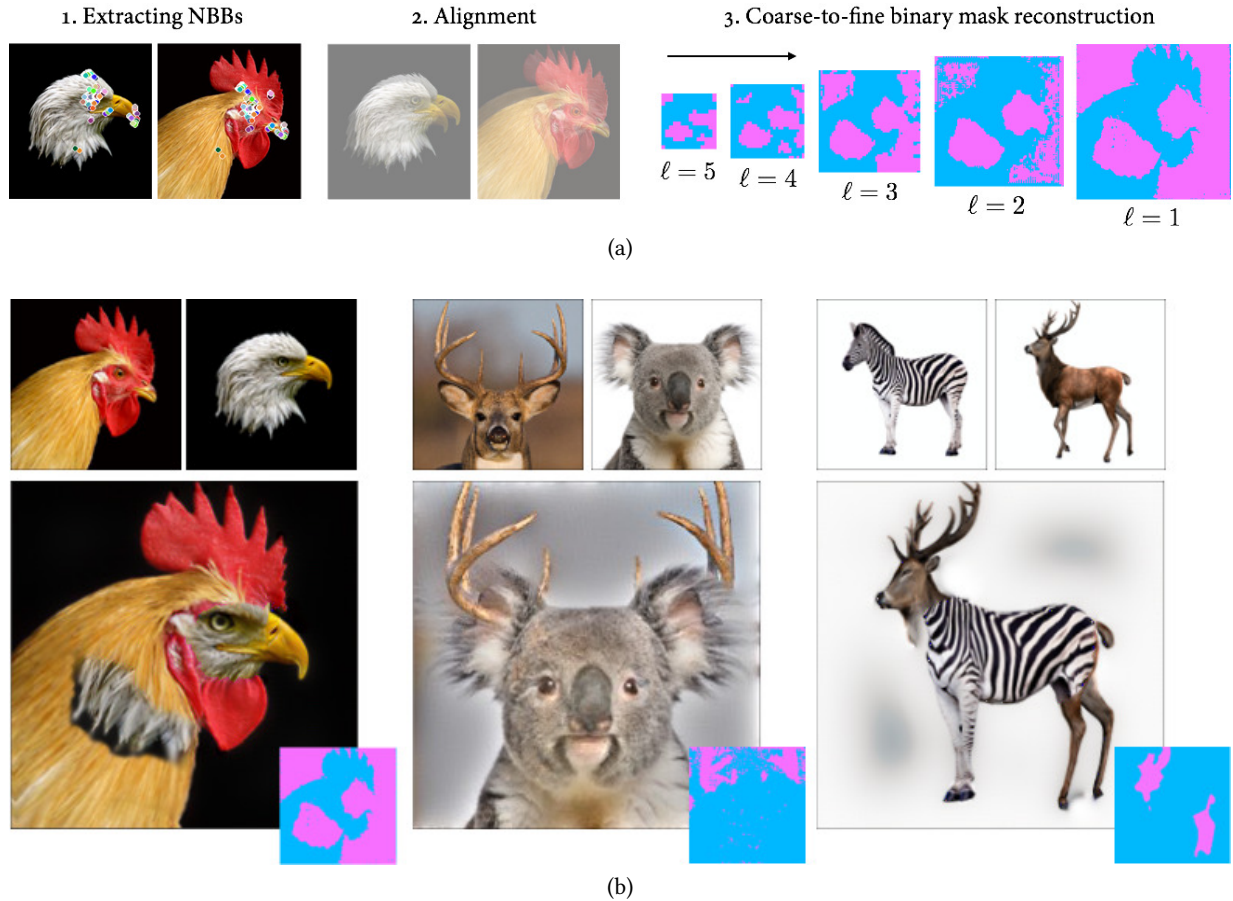 1. Extracting NBBs
2. Alignment
3. Coarse-to-fine binary mask reconstruction
ℓ = 5
ℓ = 4
ℓ = 3
ℓ = 2
ℓ = 1
(a)
(b)